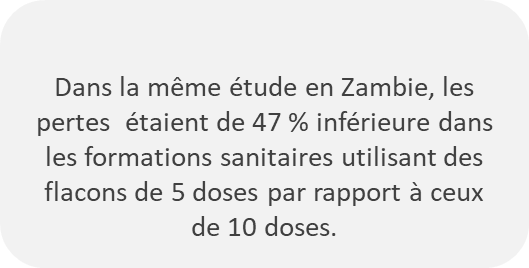 Dans la même étude en Zambie, les
pertes  étaient de 47 % inférieure dans
les formations sanitaires utilisant des
flacons de 5 doses par rapport à ceux
de 10 doses.